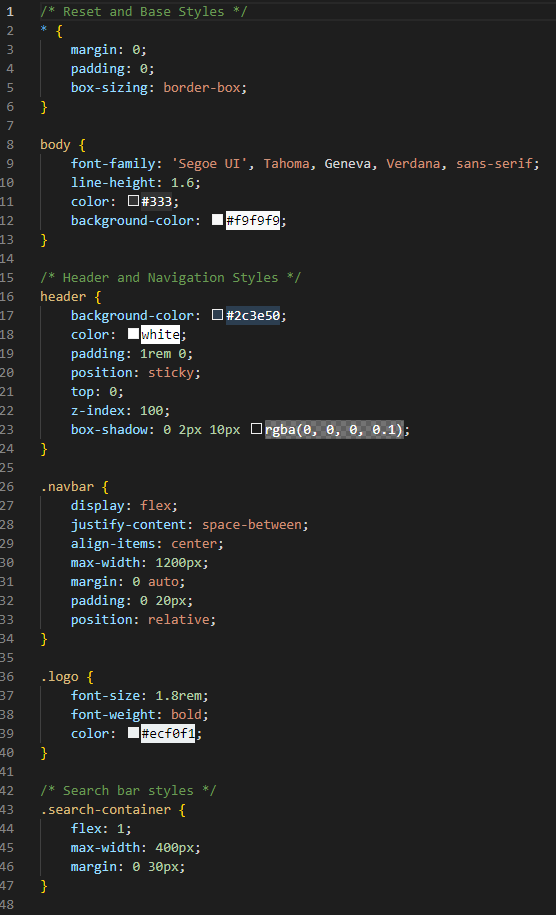 1 /* Reset and Base Styles */
2 * {
3     margin: 0;
4     padding: 0;
5     box-sizing: border-box;
6 }
7
8 body {
9     font-family: 'Segoe UI', Tahoma, Geneva, Verdana, sans-serif;
10     line-height: 1.6;
11     color: #333;
12     background-color: #f9f9f9;
13 }
14
15 /* Header and Navigation Styles */
16 header {
17     background-color: #2c3e50;
18     color: white;
19     padding: 1rem 0;
20     position: sticky;
21     top: 0;
22     z-index: 100;
23     box-shadow: 0 2px 10px rgba(0, 0, 0, 0.1);
24 }
25
26 .navbar {
27     display: flex;
28     justify-content: space-between;
29     align-items: center;
30     max-width: 1200px;
31     margin: 0 auto;
32     padding: 0 20px;
33     position: relative;
34 }
35
36 .logo {
37     font-size: 1.8rem;
38     font-weight: bold;
39     color: #ecf0f1;
40 }
41
42 /* Search bar styles */
43 .search-container {
44     flex: 1;
45     max-width: 400px;
46     margin: 0 30px;
47 }
48